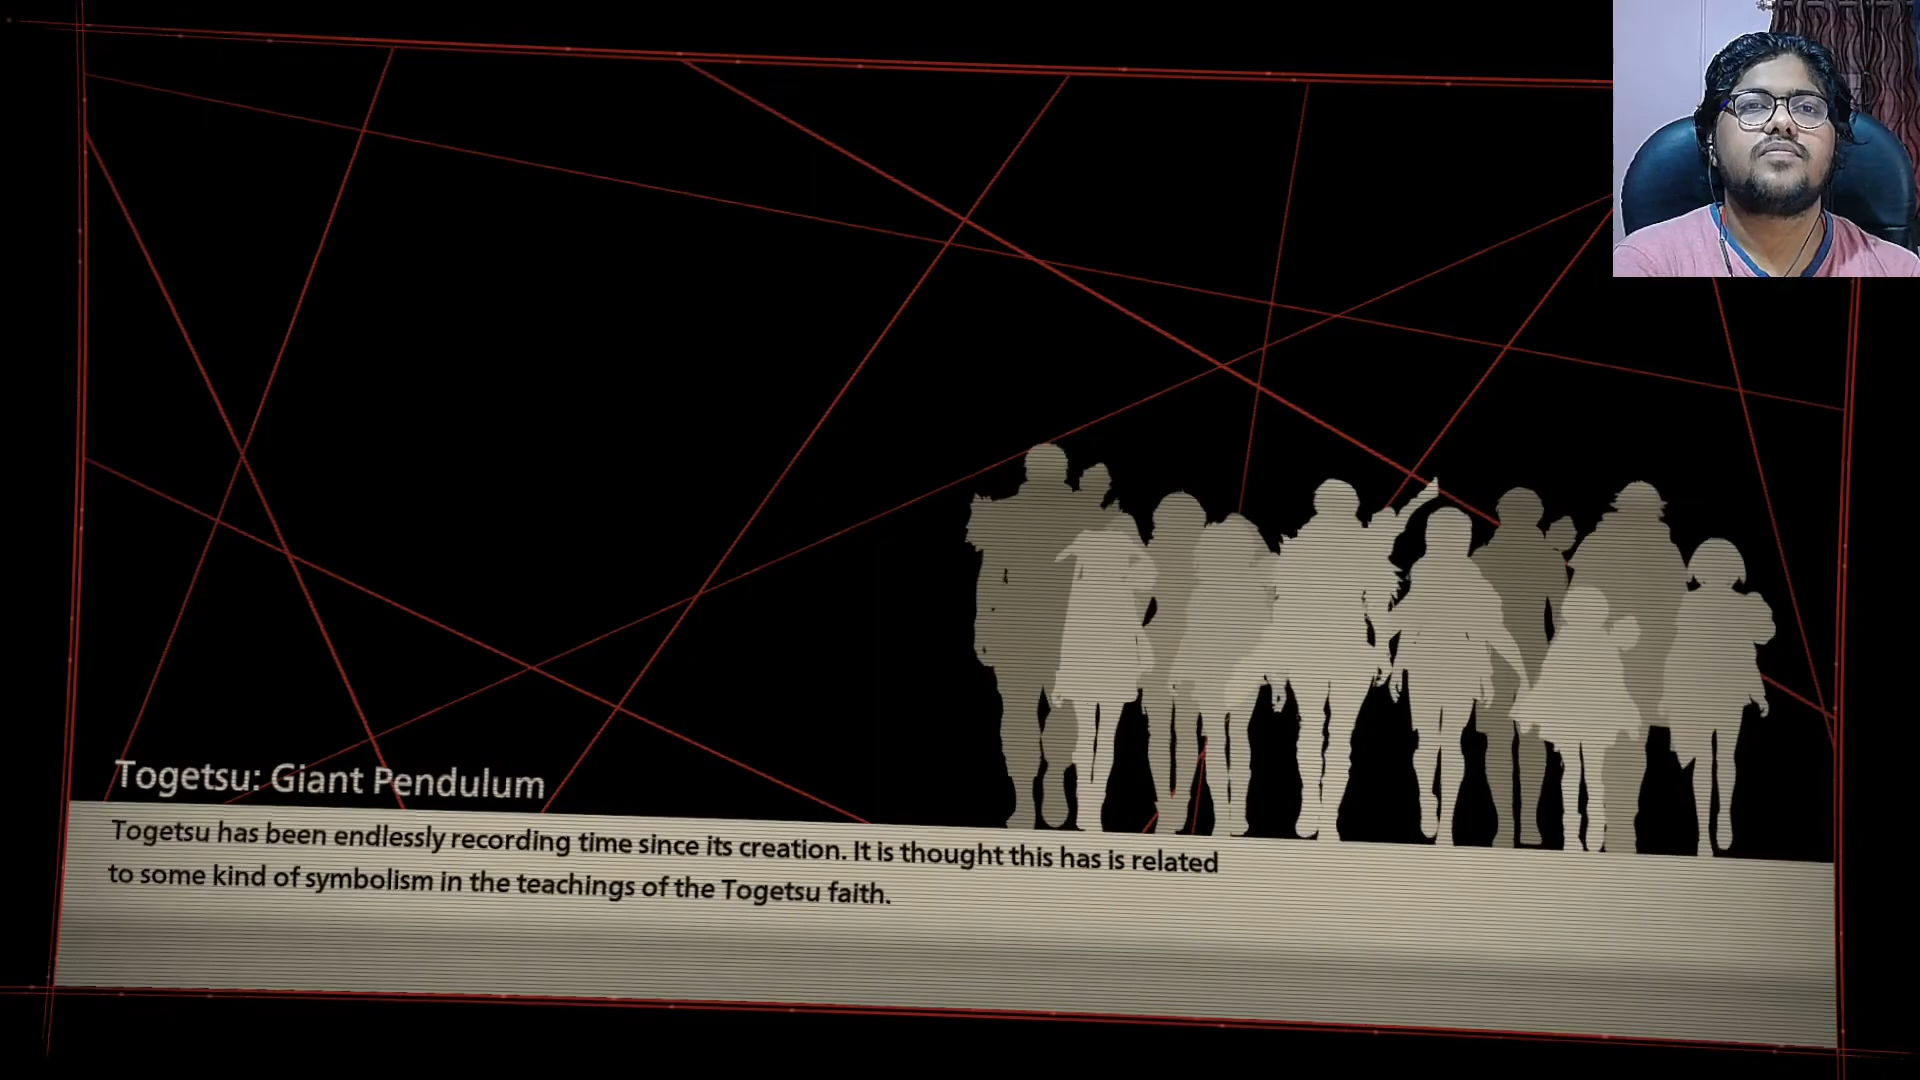 Togetsu: Giant Pendulum
Togetsu has been endlessly recording time since its creation. It is thought this has is related
to some kind of symbolism in the teachings of the Togetsu faith.